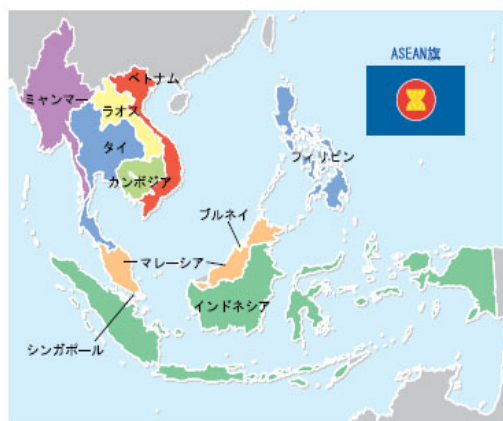 ASEAN旗
ベトナム
ミャンマー
ラオス
タイ
フィリピン
カンボジア
ブルネイ
マレーシア
インドネシア
シンガポール